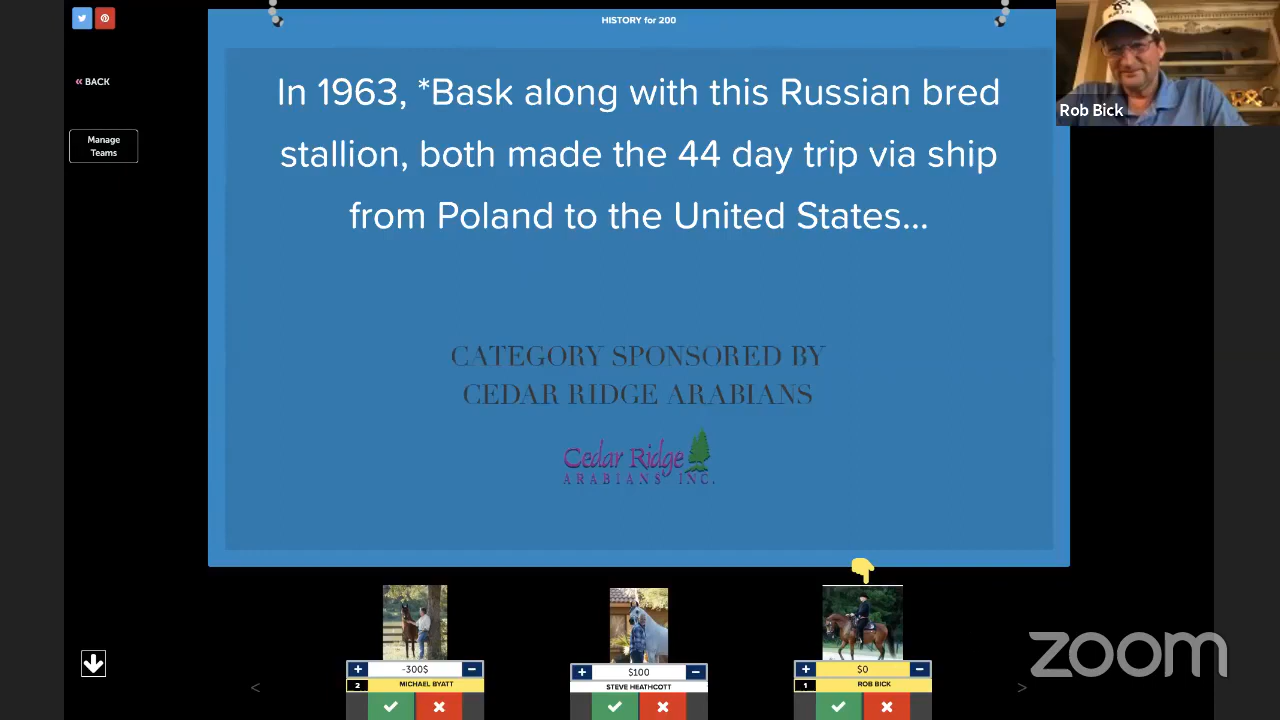 HISTORY for 200
« BACK
Manage
Teams
In 1963, *Bask along with this Russian bred
stallion, both made the 44 day trip via ship
from Poland to the United States...
Rob Bick
CATEGORY SPONSORED BY
CEDAR RIDGE ARABIANS
Cedar Ridge
ARABIANS INC.
+ -300$ −
2 MICHAEL BYATT
+ $100 −
STEVE HEATHCOTT
+ $0 −
1 ROB BICK
< >
zoom